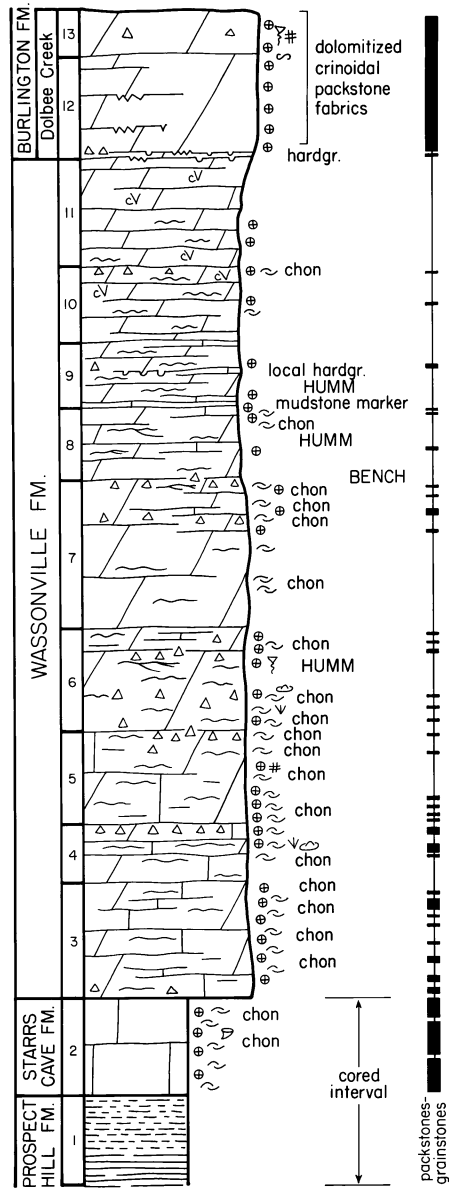 BURLINGTON FM.
Dolbee Creek
13
12
dolomitized
crinoidal
packstone
fabrics
hardgr.
WASSONVILLE FM.
11
cV
cV
cV
cV
chon
10
cV
9
local hardgr.
HUMM
mudstone marker
chon
8
HUMM
BENCH
chon
chon
chon
7
chon
6
chon
HUMM
chon
chon
chon
chon
5
chon
chon
4
chon
3
chon
chon
chon
chon
chon
STARRS
CAVE FM.
2
chon
chon
cored
interval
PROSPECT
HILL FM.
1
packstones-
grainstones